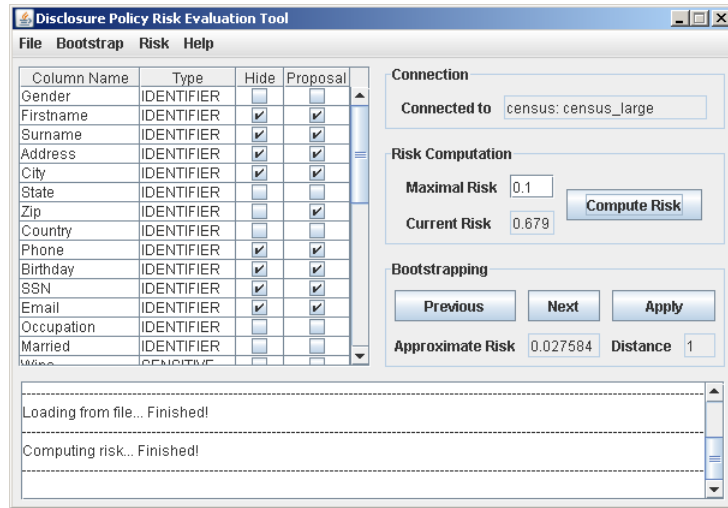 Disclosure Policy Risk Evaluation Tool
File Bootstrap Risk Help
Column Name Type Hide Proposal
Gender IDENTIFIER
Firstname IDENTIFIER
Surname IDENTIFIER
Address IDENTIFIER
City IDENTIFIER
State IDENTIFIER
Zip IDENTIFIER
Country IDENTIFIER
Phone IDENTIFIER
Birthday IDENTIFIER
SSN IDENTIFIER
Email IDENTIFIER
Occupation IDENTIFIER
Married IDENTIFIER
Connection
Connected to census: census_large
Risk Computation
Maximal Risk 0.1
Compute Risk
Current Risk 0.679
Bootstrapping
Previous Next Apply
Approximate Risk 0.027584 Distance 1
Loading from file... Finished!
Computing risk... Finished!